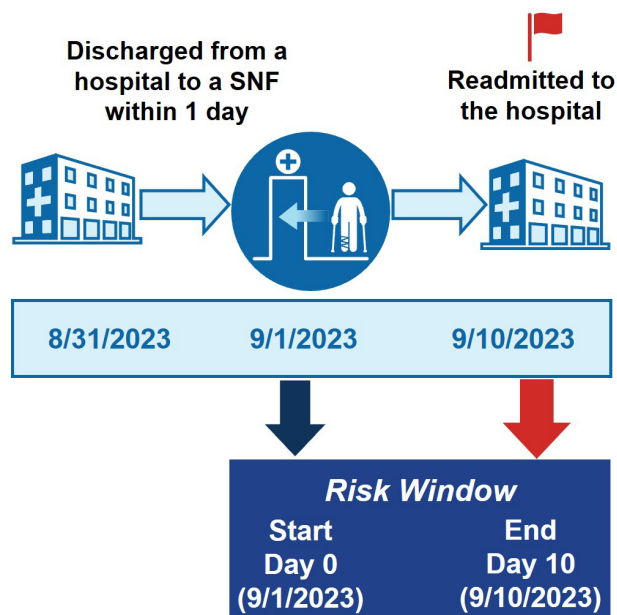 Discharged from a
hospital to a SNF
within 1 day
Readmitted to
the hospital
8/31/2023
9/1/2023
9/10/2023
Risk Window
Start
Day 0
(9/1/2023)
End
Day 10
(9/10/2023)